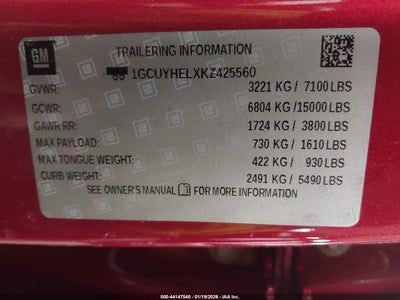 GM
TRAILERING INFORMATION
1GCUYHELXKZ425560
GVWR: 3221 KG / 7100 LBS
GCWR: 6804 KG /15000 LBS
GAWR RR: 1724 KG / 3800 LBS
MAX PAYLOAD: 730 KG / 1610 LBS
MAX TONGUE WEIGHT: 422 KG / 930 LBS
CURB WEIGHT: 2491 KG / 5490 LBS
SEE OWNER'S MANUAL FOR MORE INFORMATION
000-44147540 - 01/19/2026 - IAA Inc.